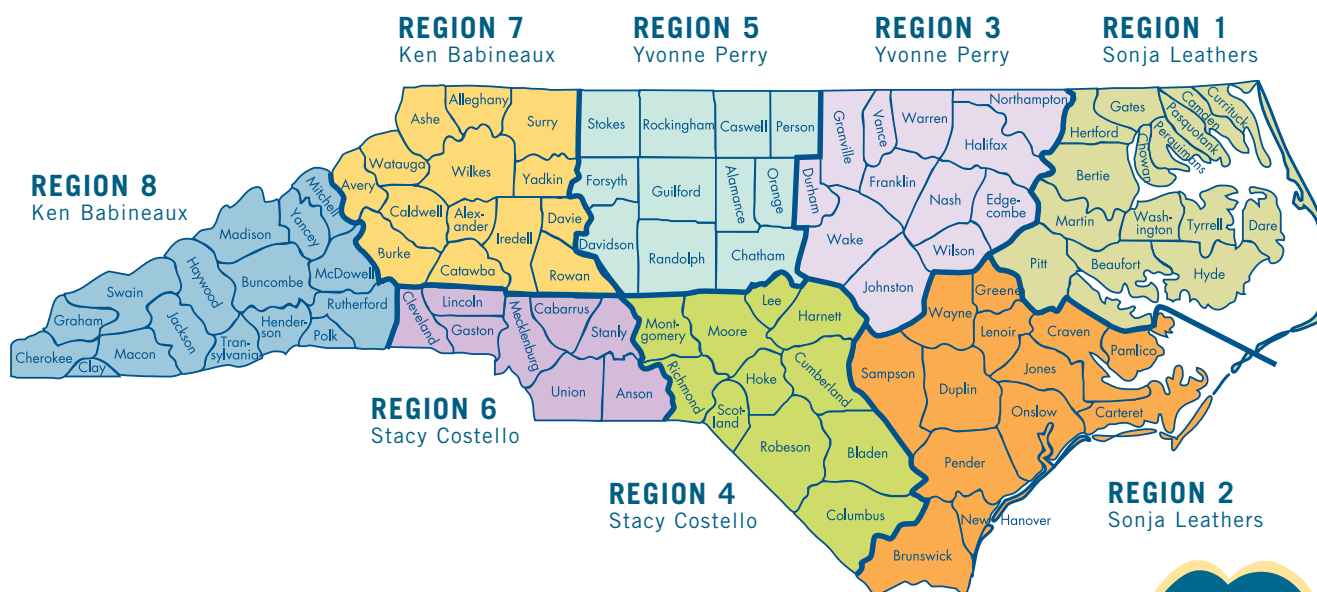 REGION 7
Ken Babineaux
REGION 5
Yvonne Perry
REGION 3
Yvonne Perry
REGION 1
Sonja Leathers
REGION 8
Ken Babineaux
REGION 6
Stacy Costello
REGION 4
Stacy Costello
REGION 2
Sonja Leathers
Mitchell
Yancey
Madison
McDowell
Buncombe
Haywood
Swain
Rutherford
Graham
Jackson
Hender-
son
Polk
Tran-
sylvania
Macon
Cherokee
Clay
Alleghany
Ashe
Surry
Watauga
Wilkes
Yadkin
Avery
Caldwell
Alex-
ander
Davie
Iredell
Burke
Catawba
Rowan
Stokes
Rockingham
Caswell
Person
Forsyth
Guilford
Alamance
Orange
Davidson
Randolph
Chatham
Granville
Vance
Warren
Northampton
Halifax
Durham
Franklin
Nash
Edge-
combe
Wake
Wilson
Johnston
Gates
Hertford
Currituck
Camden
Pasquotank
Perquimans
Chowan
Bertie
Martin
Wash-
ington
Tyrrell
Dare
Pitt
Beaufort
Hyde
Cleveland
Lincoln
Gaston
Mecklenburg
Cabarrus
Stanly
Union
Anson
Mont-
gomery
Moore
Lee
Harnett
Richmond
Hoke
Cumberland
Scot-
land
Robeson
Bladen
Columbus
Wayne
Greene
Lenoir
Craven
Pamlico
Sampson
Duplin
Jones
Onslow
Carteret
Pender
New Hanover
Brunswick